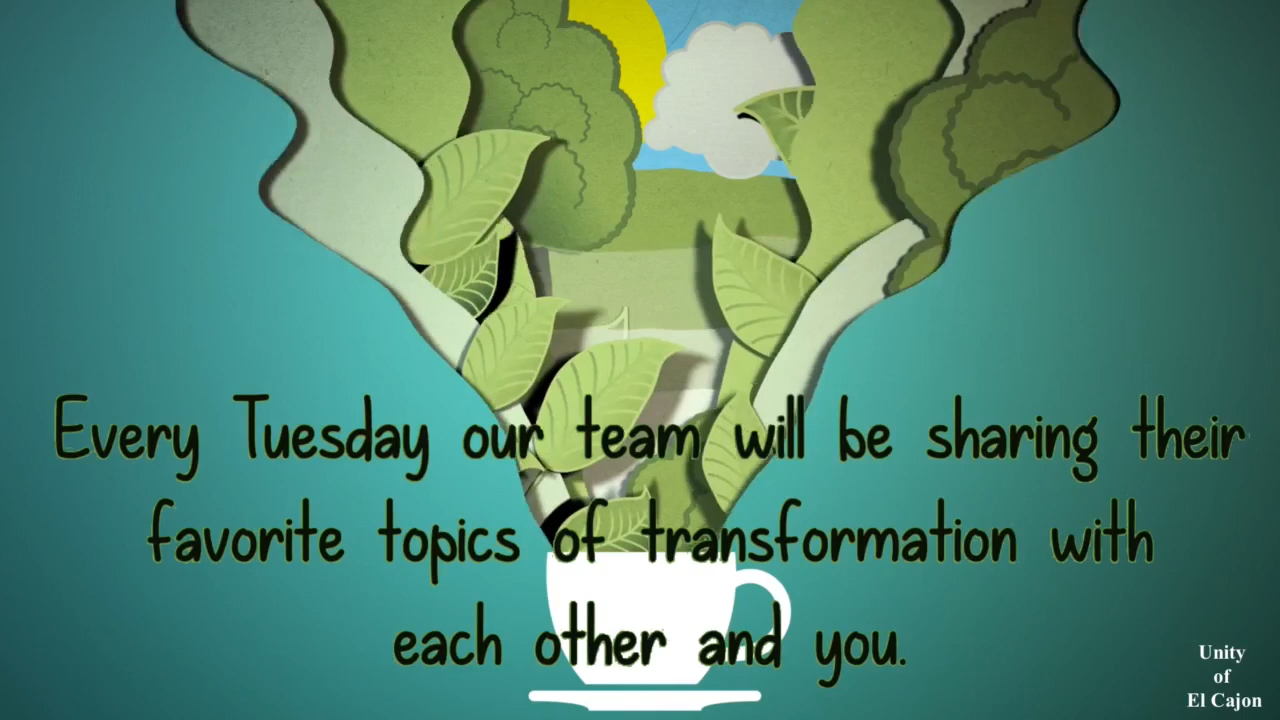 Every Tuesday our team will be sharing their
favorite topics of transformation with
each other and you.
Unity
of
El Cajon